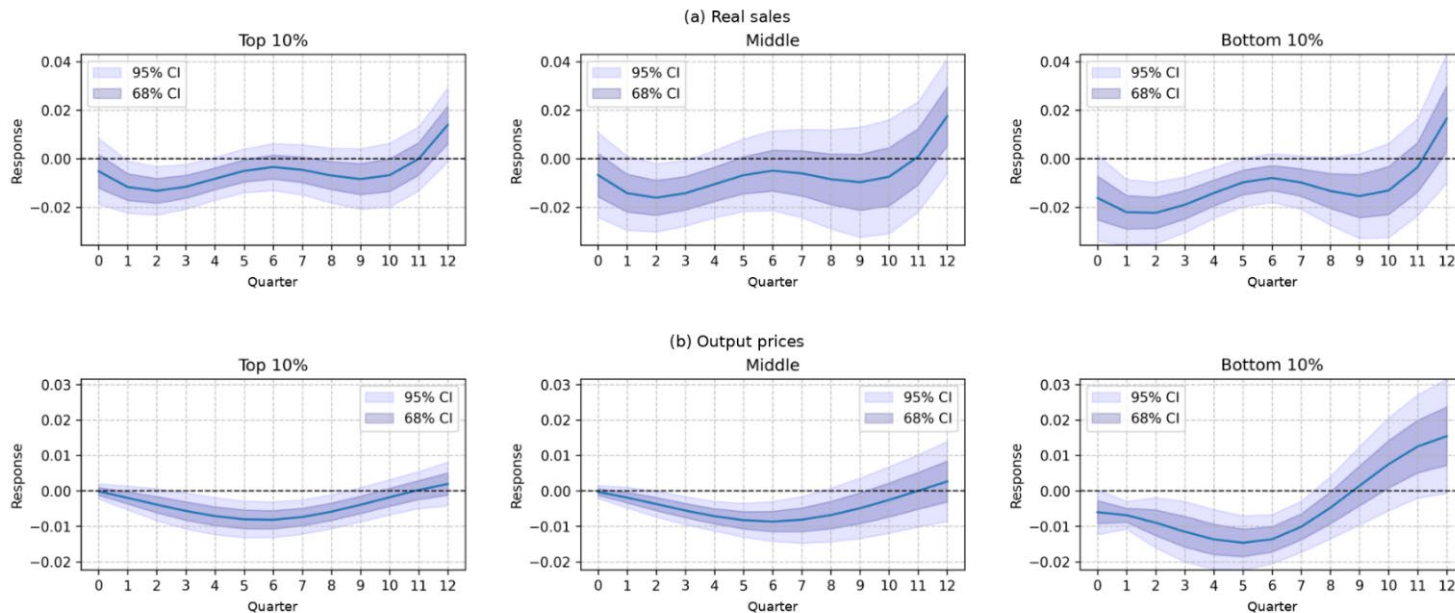 (a) Real sales
Top 10%
Middle
Bottom 10%
Response
0.04
0.02
0.00
−0.02
95% CI
68% CI
0 1 2 3 4 5 6 7 8 9 10 11 12
Quarter
Response
0.04
0.02
0.00
−0.02
95% CI
68% CI
0 1 2 3 4 5 6 7 8 9 10 11 12
Quarter
Response
0.04
0.02
0.00
−0.02
95% CI
68% CI
0 1 2 3 4 5 6 7 8 9 10 11 12
Quarter
(b) Output prices
Top 10%
Middle
Bottom 10%
Response
0.03
0.02
0.01
0.00
−0.01
−0.02
95% CI
68% CI
0 1 2 3 4 5 6 7 8 9 10 11 12
Quarter
Response
0.03
0.02
0.01
0.00
−0.01
−0.02
95% CI
68% CI
0 1 2 3 4 5 6 7 8 9 10 11 12
Quarter
Response
0.03
0.02
0.01
0.00
−0.01
−0.02
95% CI
68% CI
0 1 2 3 4 5 6 7 8 9 10 11 12
Quarter